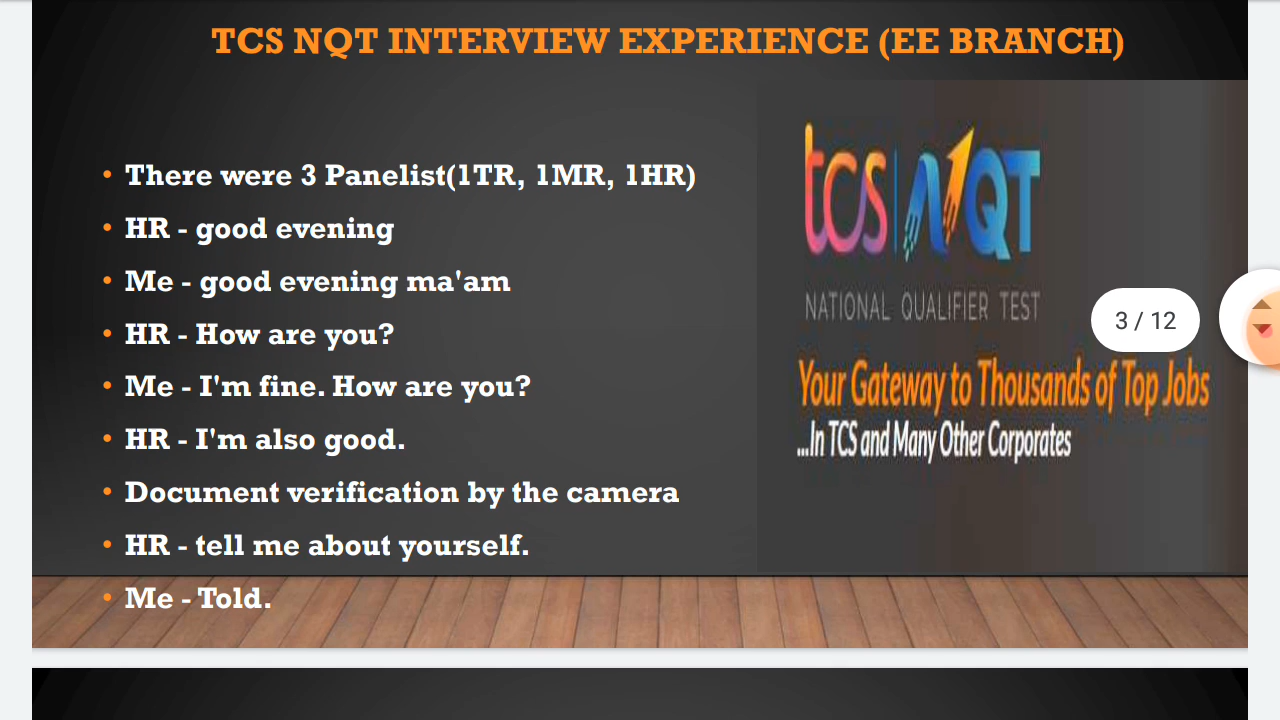 TCS NQT INTERVIEW EXPERIENCE (EE BRANCH)
• There were 3 Panelist(1TR, 1MR, 1HR)
• HR - good evening
• Me - good evening ma'am
• HR - How are you?
• Me - I'm fine. How are you?
• HR - I'm also good.
• Document verification by the camera
• HR - tell me about yourself.
• Me - Told.
tcs | NQT
NATIONAL QUALIFIER TEST
Your Gateway to Thousands of Top Jobs
...In TCS and Many Other Corporates
3 / 12